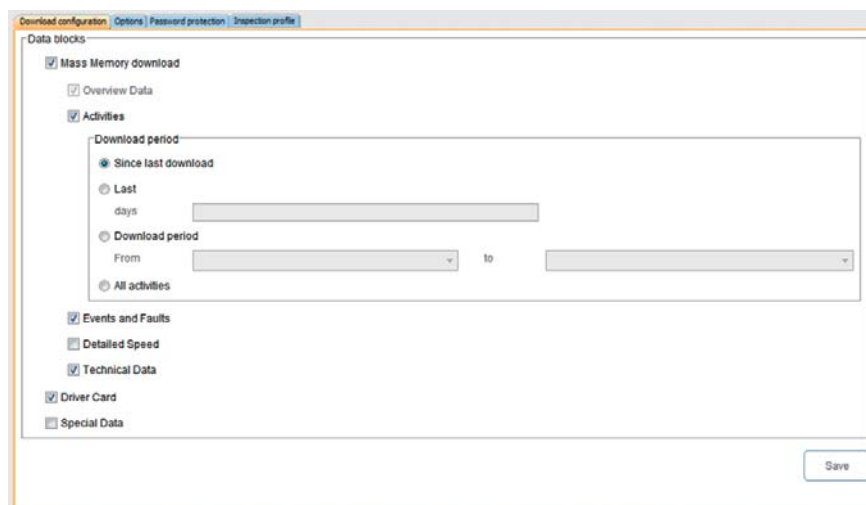 Download configuration Options Password protection Inspection profile
Data blocks
Mass Memory download
Overview Data
Activities
Download period
Since last download
Last
days
Download period
From to
All activities
Events and Faults
Detailed Speed
Technical Data
Driver Card
Special Data
Save